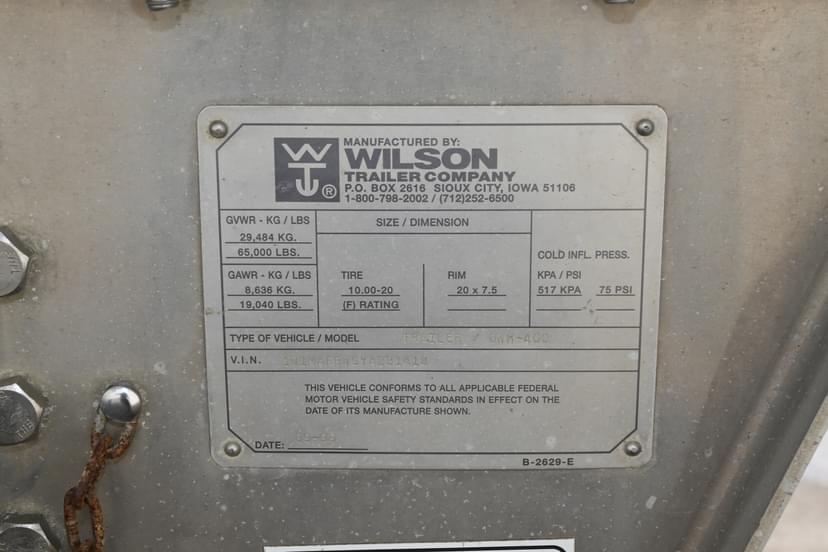 WT ®
MANUFACTURED BY:
WILSON
TRAILER COMPANY
P.O. BOX 2616 SIOUX CITY, IOWA 51106
1-800-798-2002 / (712)252-6500
GVWR - KG / LBS
29,484 KG.
65,000 LBS.
SIZE / DIMENSION
COLD INFL. PRESS.
GAWR - KG / LBS
8,636 KG.
19,040 LBS.
TIRE
10.00-20
(F) RATING
RIM
20 x 7.5
KPA / PSI
517 KPA 75 PSI
TYPE OF VEHICLE / MODEL TRAILER /
V.I.N.
THIS VEHICLE CONFORMS TO ALL APPLICABLE FEDERAL
MOTOR VEHICLE SAFETY STANDARDS IN EFFECT ON THE
DATE OF ITS MANUFACTURE SHOWN.
DATE:
B-2629-E